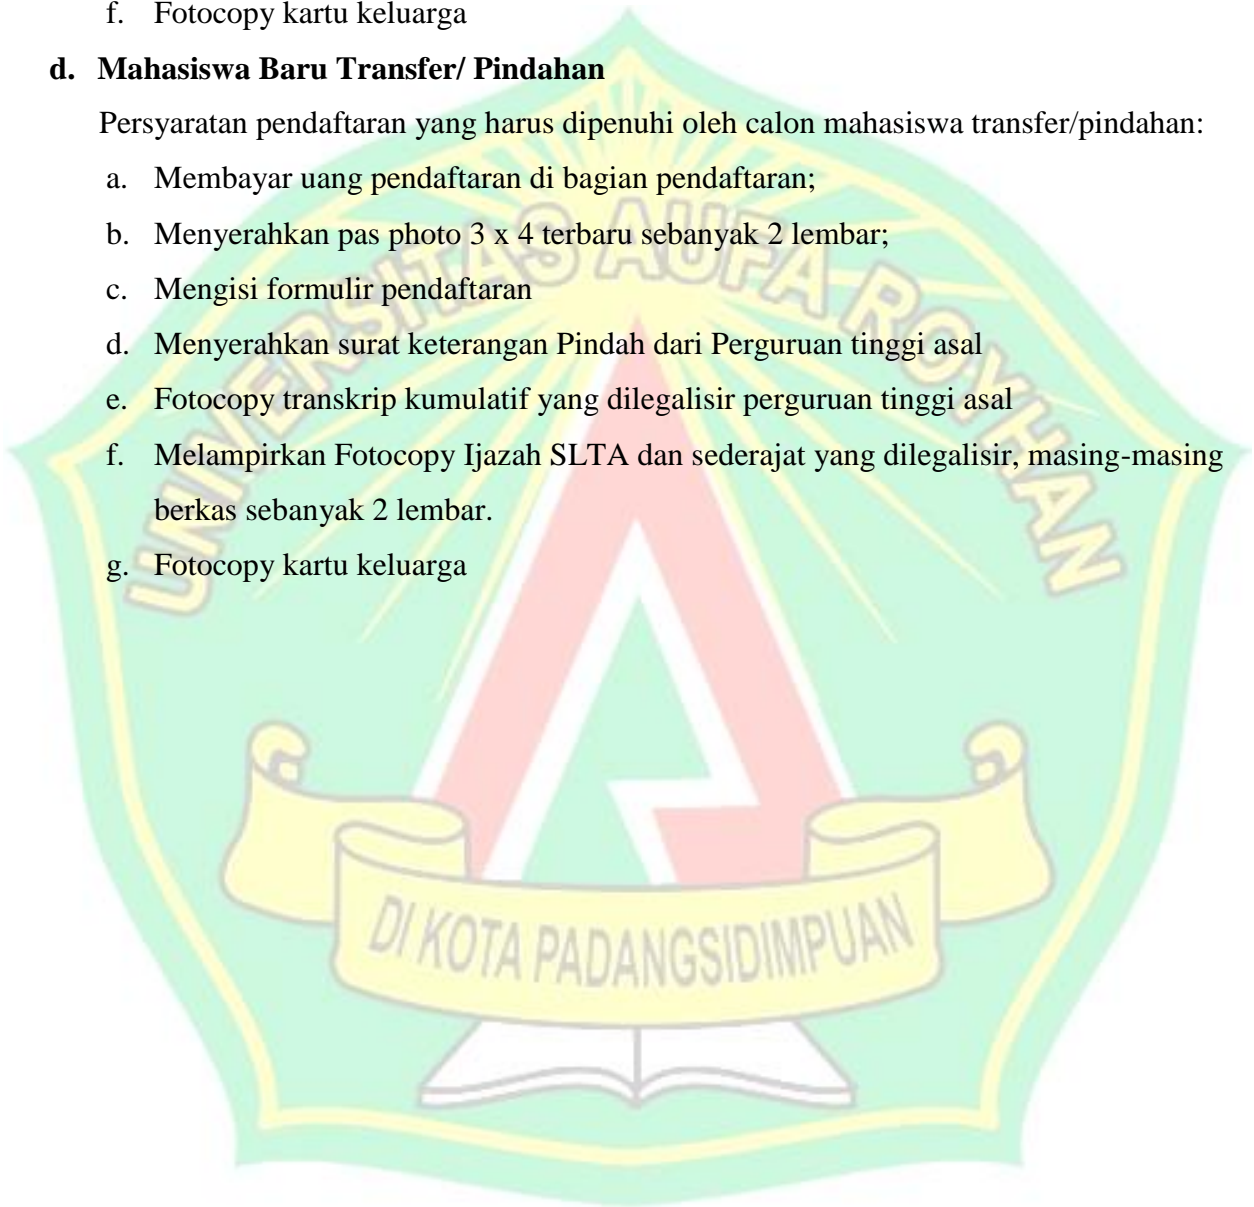 f. Fotocopy kartu keluarga
d. Mahasiswa Baru Transfer/ Pindahan
Persyaratan pendaftaran yang harus dipenuhi oleh calon mahasiswa transfer/pindahan:
a. Membayar uang pendaftaran di bagian pendaftaran;
b. Menyerahkan pas photo 3 x 4 terbaru sebanyak 2 lembar;
c. Mengisi formulir pendaftaran
d. Menyerahkan surat keterangan Pindah dari Perguruan tinggi asal
e. Fotocopy transkrip kumulatif yang dilegalisir perguruan tinggi asal
f. Melampirkan Fotocopy Ijazah SLTA dan sederajat yang dilegalisir, masing-masing
berkas sebanyak 2 lembar.
g. Fotocopy kartu keluarga
UNIVERSITAS AUFA ROYHAN
DI KOTA PADANGSIDIMPUAN